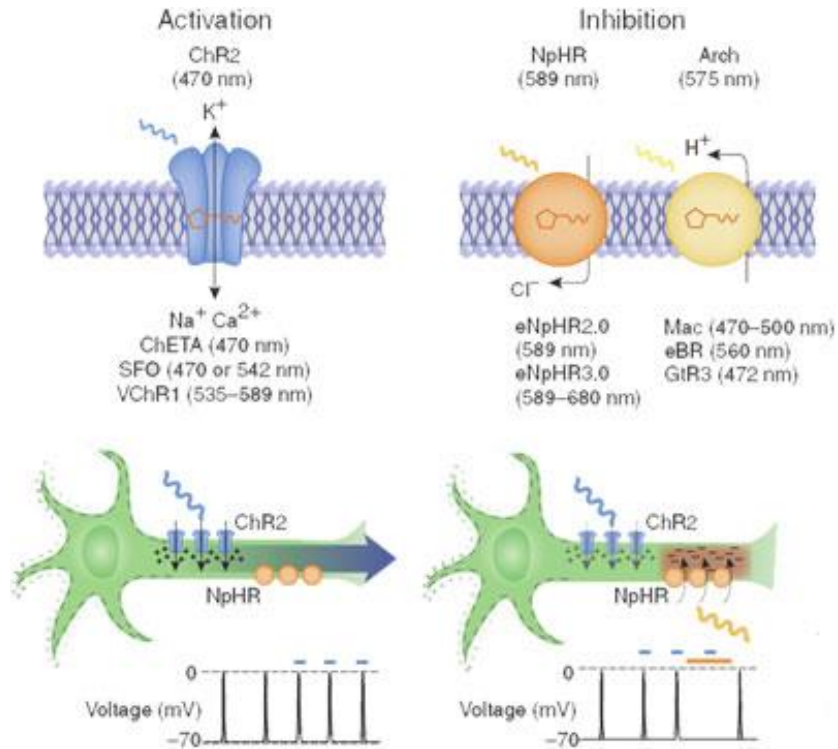 Activation
ChR2
(470 nm)
K+
Na+ Ca2+
ChETA (470 nm)
SFO (470 or 542 nm)
VChR1 (535–589 nm)
Inhibition
NpHR
(589 nm)
Arch
(575 nm)
H+
Cl−
eNpHR2.0
(589 nm)
eNpHR3.0
(589–680 nm)
Mac (470–500 nm)
eBR (560 nm)
GtR3 (472 nm)
ChR2
NpHR
0
Voltage (mV)
−70
ChR2
NpHR
0
Voltage (mV)
−70